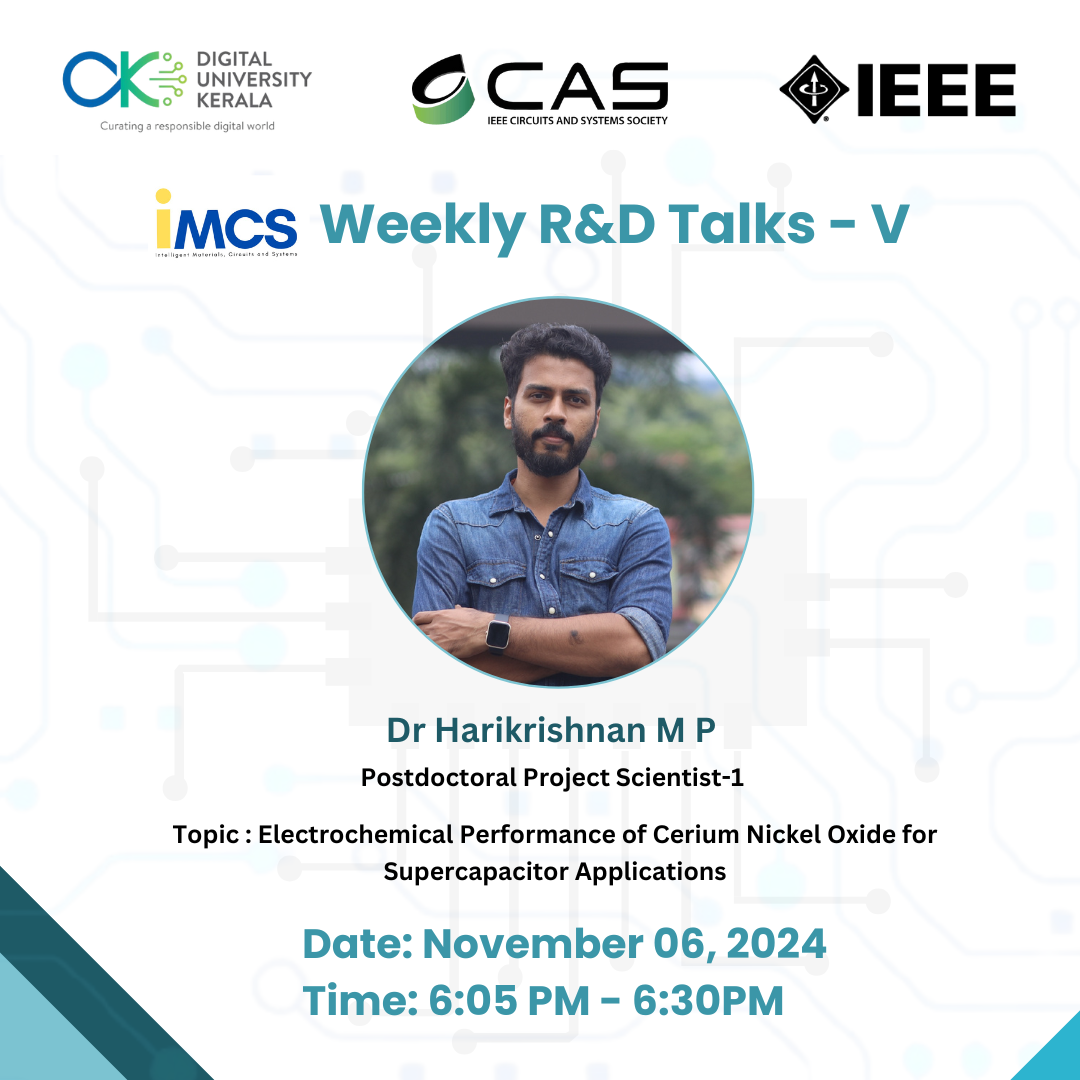 DIGITAL
UNIVERSITY
KERALA
Curating a responsible digital world
CAS
IEEE CIRCUITS AND SYSTEMS SOCIETY
IEEE
iMCS
Intelligent Materials, Circuits and Systems
Weekly R&D Talks - V
Dr Harikrishnan M P
Postdoctoral Project Scientist-1
Topic : Electrochemical Performance of Cerium Nickel Oxide for
Supercapacitor Applications
Date: November 06, 2024
Time: 6:05 PM - 6:30PM